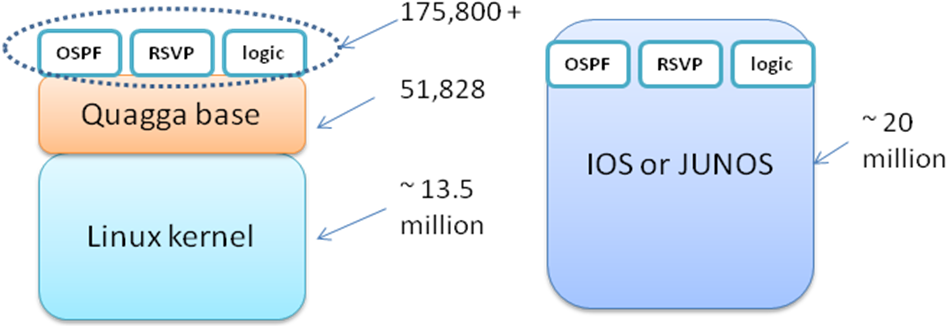 175,800 +
OSPF RSVP logic
51,828
Quagga base
~ 13.5
million
Linux kernel
OSPF RSVP logic
~ 20
million
IOS or JUNOS